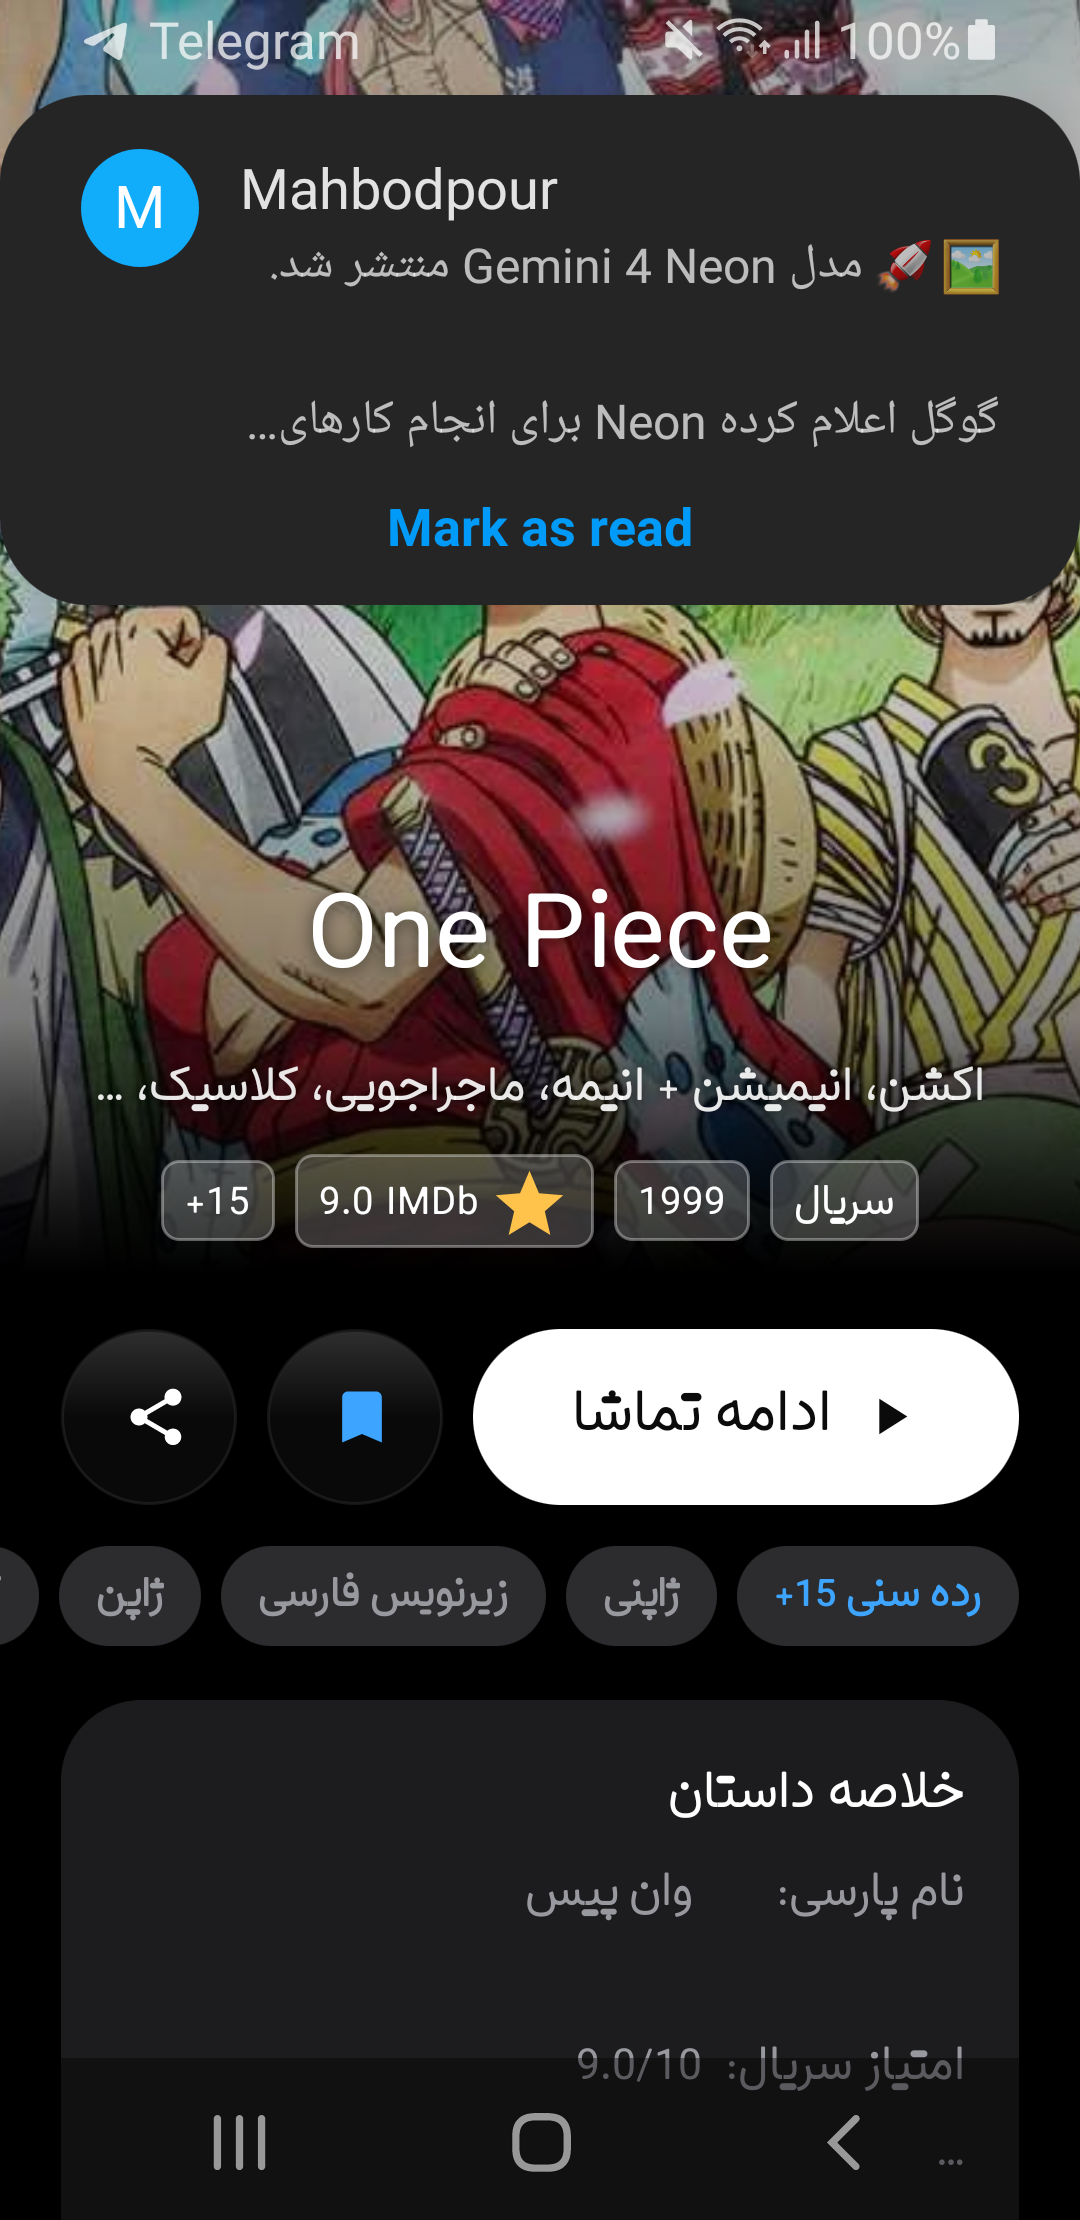 Telegram 100%
M
Mahbodpour
🖼🚀 مدل Gemini 4 Neon منتشر شد.
گوگل اعلام کرده Neon برای انجام کارهای...
Mark as read
3
One Piece
اکشن، انیمیشن + انیمه، ماجراجویی، کلاسیک، ...
سریال
1999
9.0 IMDb
+15
ادامه تماشا
رده سنی 15+
ژاپنی
زیرنویس فارسی
ژاپن
خلاصه داستان
نام پارسی: وان پیس
امتیاز سریال: 9.0/10
...